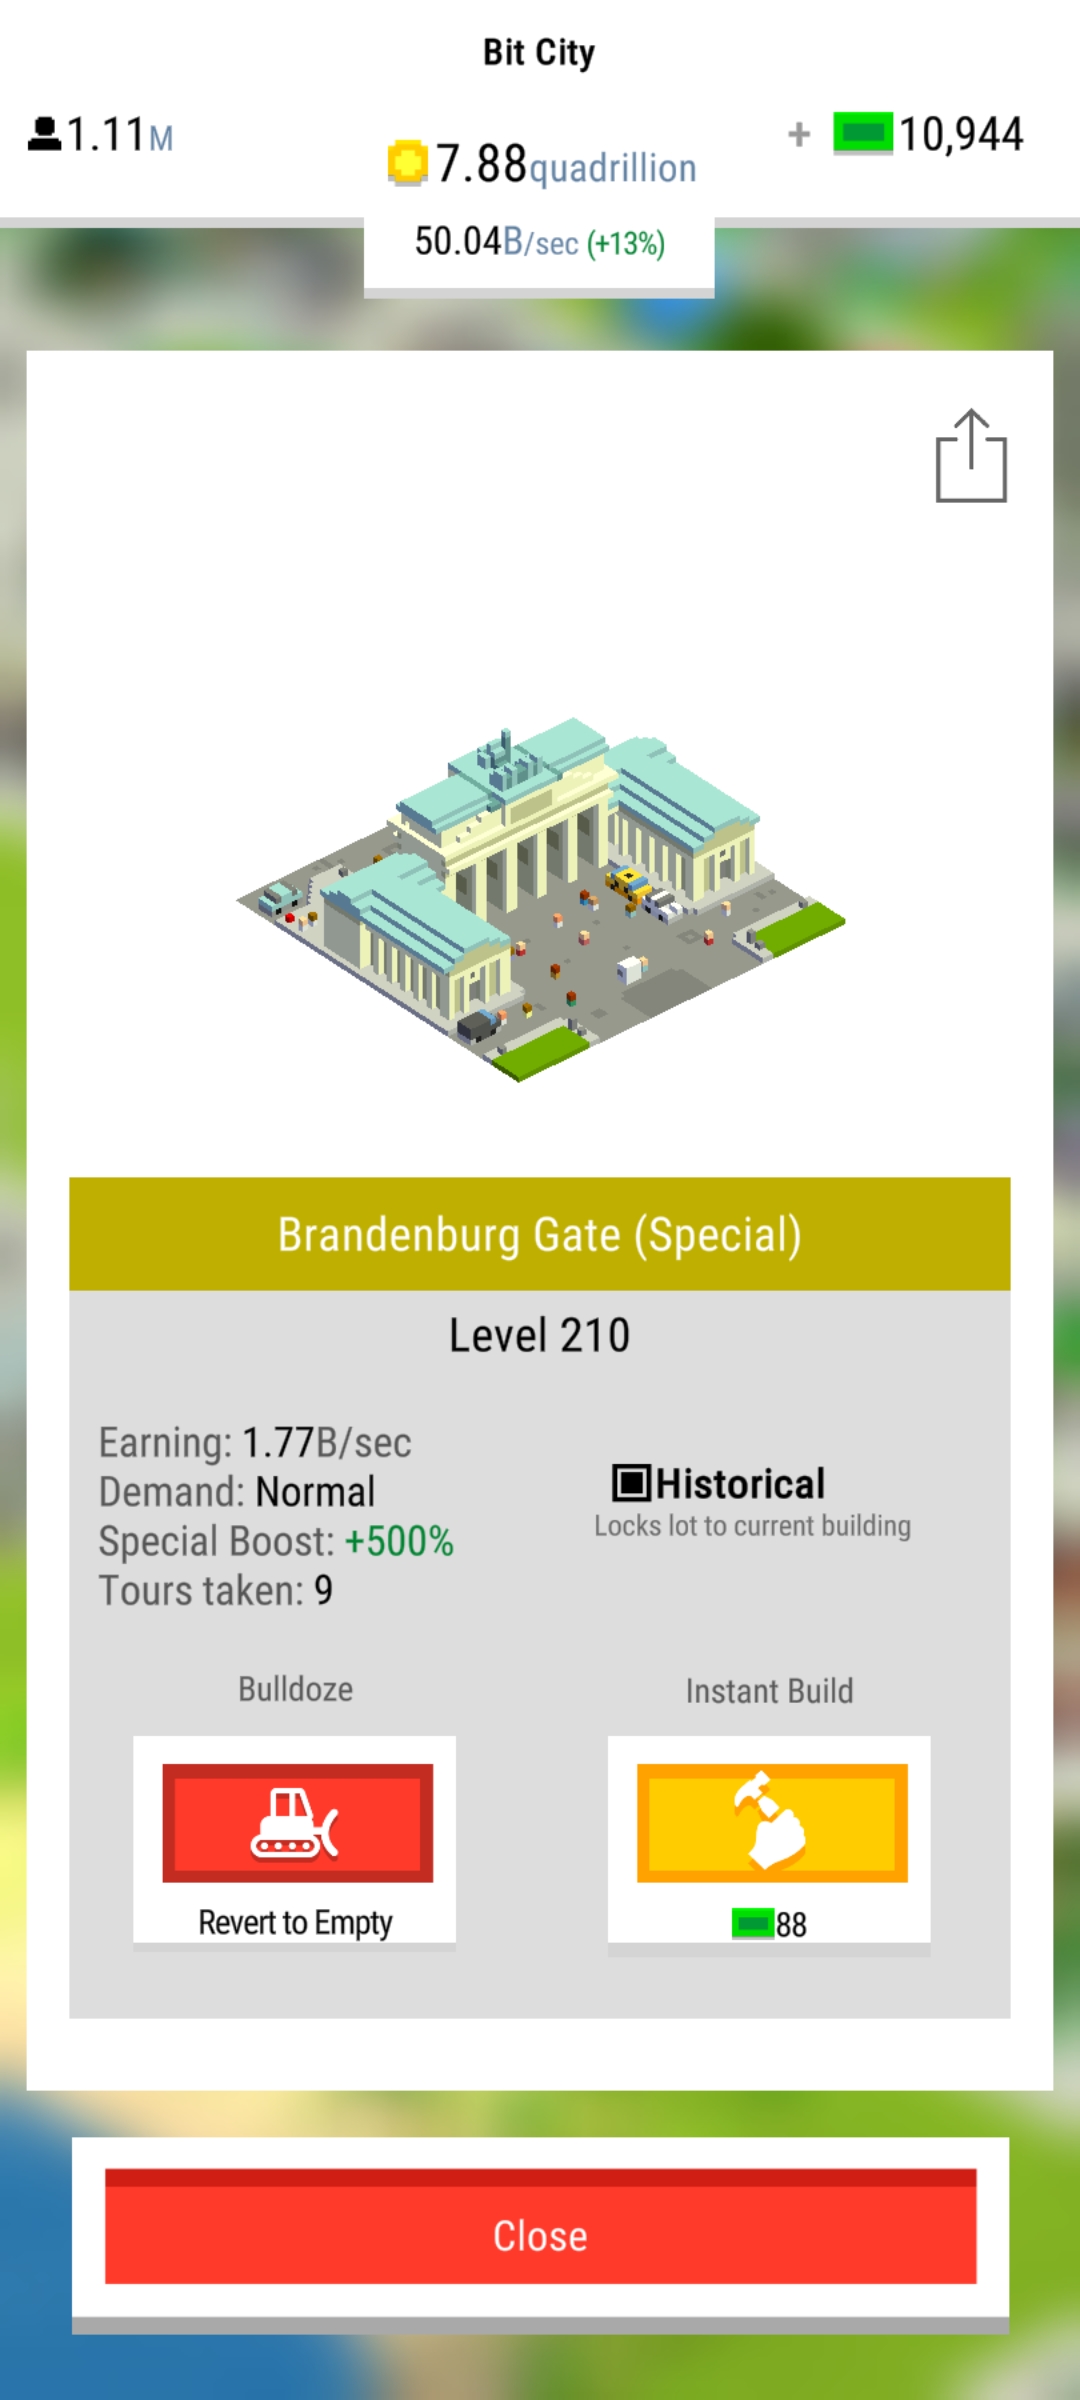 Bit City
1.11M
+ 10,944
7.88quadrillion
50.04B/sec (+13%)
Brandenburg Gate (Special)
Level 210
Earning: 1.77B/sec
Demand: Normal
Special Boost: +500%
Tours taken: 9
Historical
Locks lot to current building
Bulldoze
Revert to Empty
Instant Build
88
Close